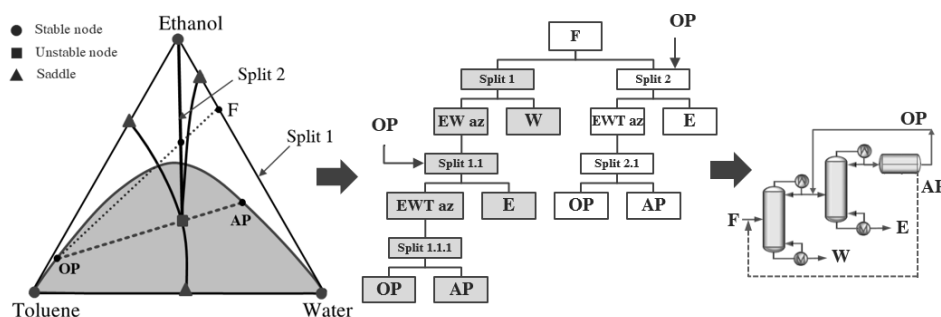 Stable node
Unstable node
Saddle
Ethanol
Split 2
F
Split 1
AP
OP
Toluene
Water
F
OP
Split 1
Split 2
EW az
W
EWT az
E
OP
Split 1.1
Split 2.1
EWT az
E
OP
AP
Split 1.1.1
OP
AP
OP
AP
F
E
W